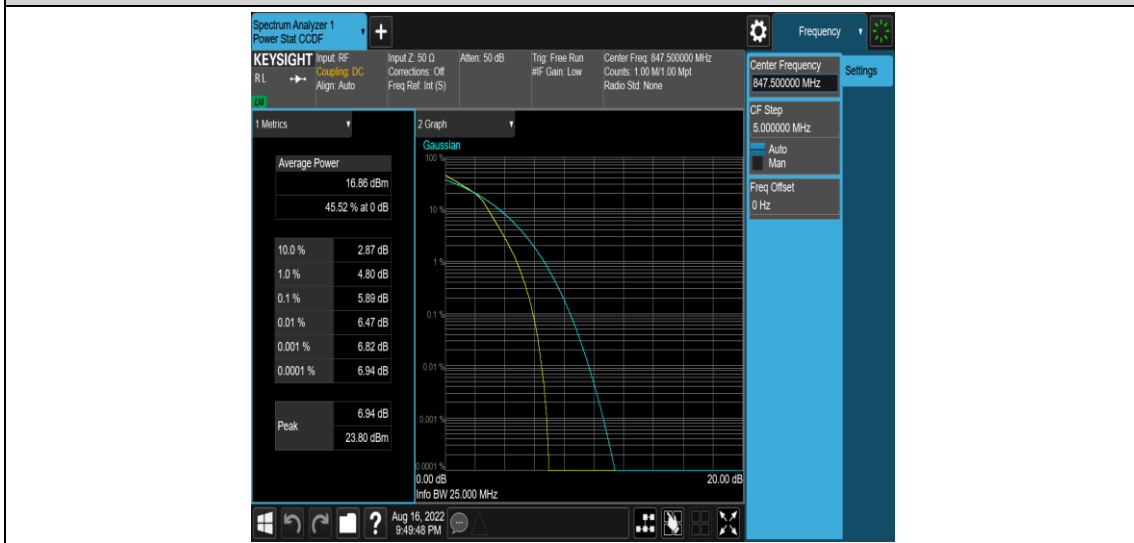 Spectrum Analyzer 1
Power Stat CCDF
Frequency
KEYSIGHT
RL
Input: RF
Coupling: DC
Align: Auto
Input Z: 50 Ω
Corrections: Off
Freq Ref: Int (S)
Atten: 50 dB
Trig: Free Run
#IF Gain: Low
Center Freq: 847.500000 MHz
Counts: 1.00 M/1.00 Mpt
Radio Std: None
Center Frequency
847.500000 MHz
Settings
CF Step
5.000000 MHz
Auto
Man
Freq Offset
0 Hz
1 Metrics
Average Power
16.86 dBm
45.52 % at 0 dB
10.0 % 2.87 dB
1.0 % 4.80 dB
0.1 % 5.89 dB
0.01 % 6.47 dB
0.001 % 6.82 dB
0.0001 % 6.94 dB
Peak
6.94 dB
23.80 dBm
2 Graph
Gaussian
100 %
10 %
1 %
0.1 %
0.01 %
0.001 %
0.0001 %
0.00 dB
20.00 dB
Info BW 25.000 MHz
Aug 16, 2022
9:49:48 PM